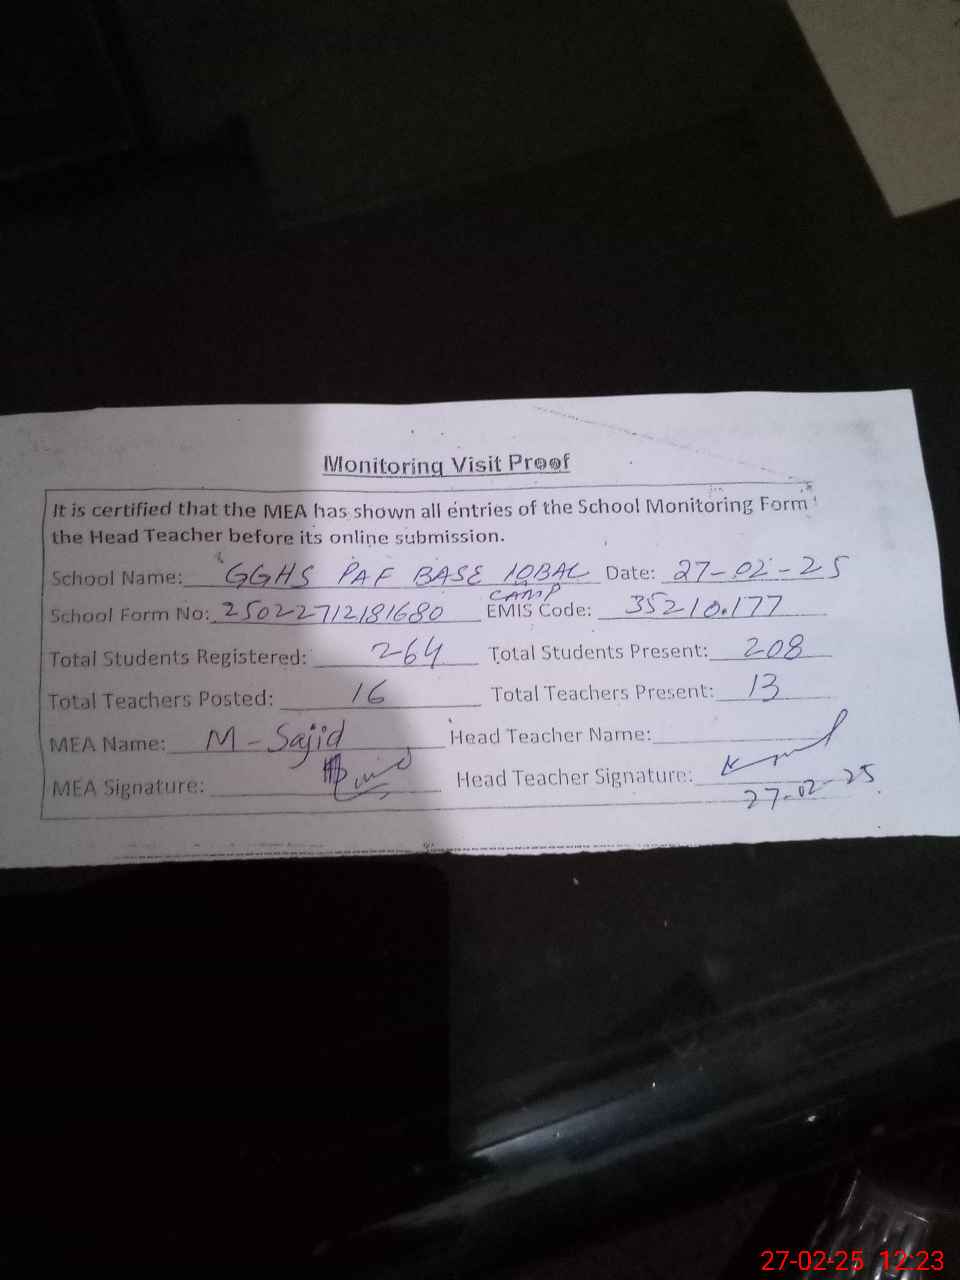 Monitoring Visit Proof
It is certified that the MEA has shown all entries of the School Monitoring Form
the Head Teacher before its online submission.
School Name: GGHS PAF BASE IQBAL CAMP Date: 27-02-25
School Form No: 25022712181680 EMIS Code: 35210177
Total Students Registered: 264 Total Students Present: 208
Total Teachers Posted: 16 Total Teachers Present: 13
MEA Name: M-Sajid Head Teacher Name:
MEA Signature: Head Teacher Signature:
27-02-25
27-02-25 12:23